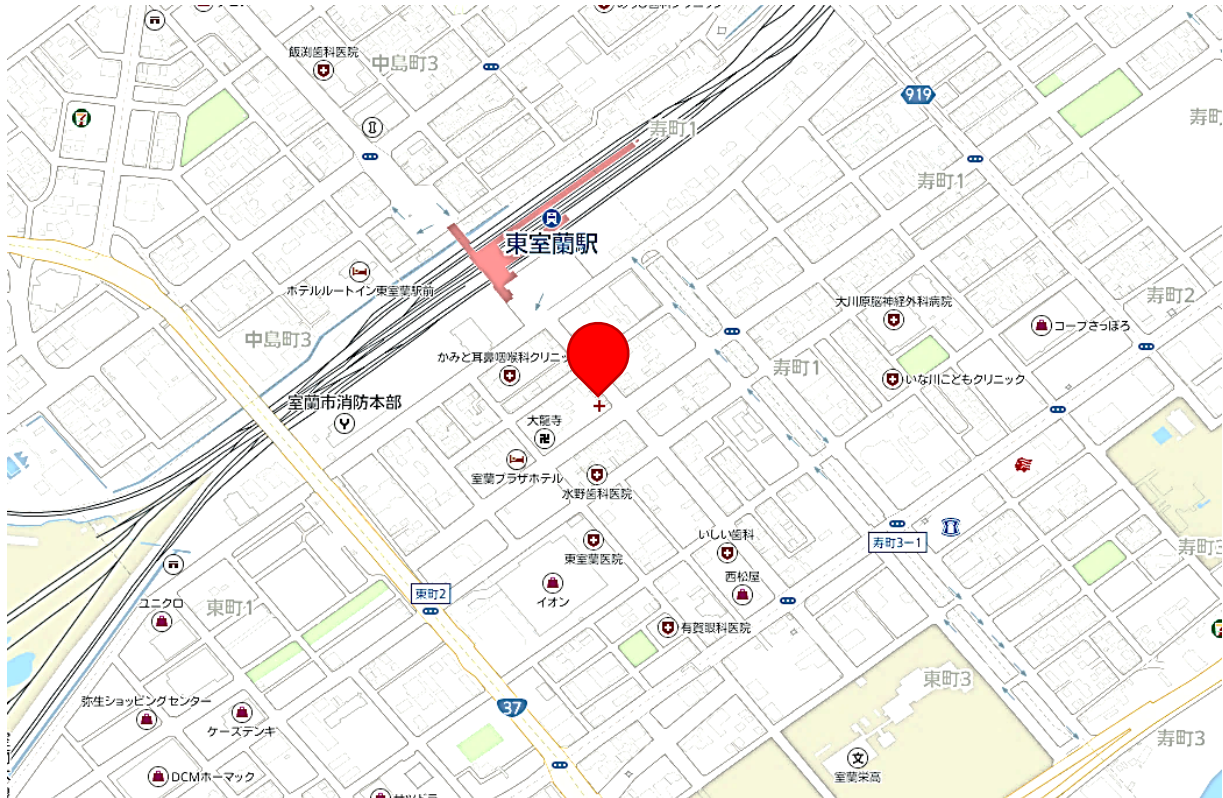 飯渕歯科医院
中島町3
919
寿町1
寿町
寿町1
東室蘭駅
ホテルルートイン東室蘭駅前
大川原脳神経外科病院
寿町2
コープさっぽろ
中島町3
かみと耳鼻咽喉科クリニッ
寿町1
いな川こどもクリニック
室蘭市消防本部
大龍寺
室蘭プラザホテル
水野歯科医院
いしい歯科
寿町3ー1
東室蘭医院
寿町3
西松屋
イオン
東町2
ユニクロ
東町1
有賀眼科医院
東町3
弥生ショッピングセンター
37
ケーズデンキ
寿町3
DCMホーマック
室蘭栄高